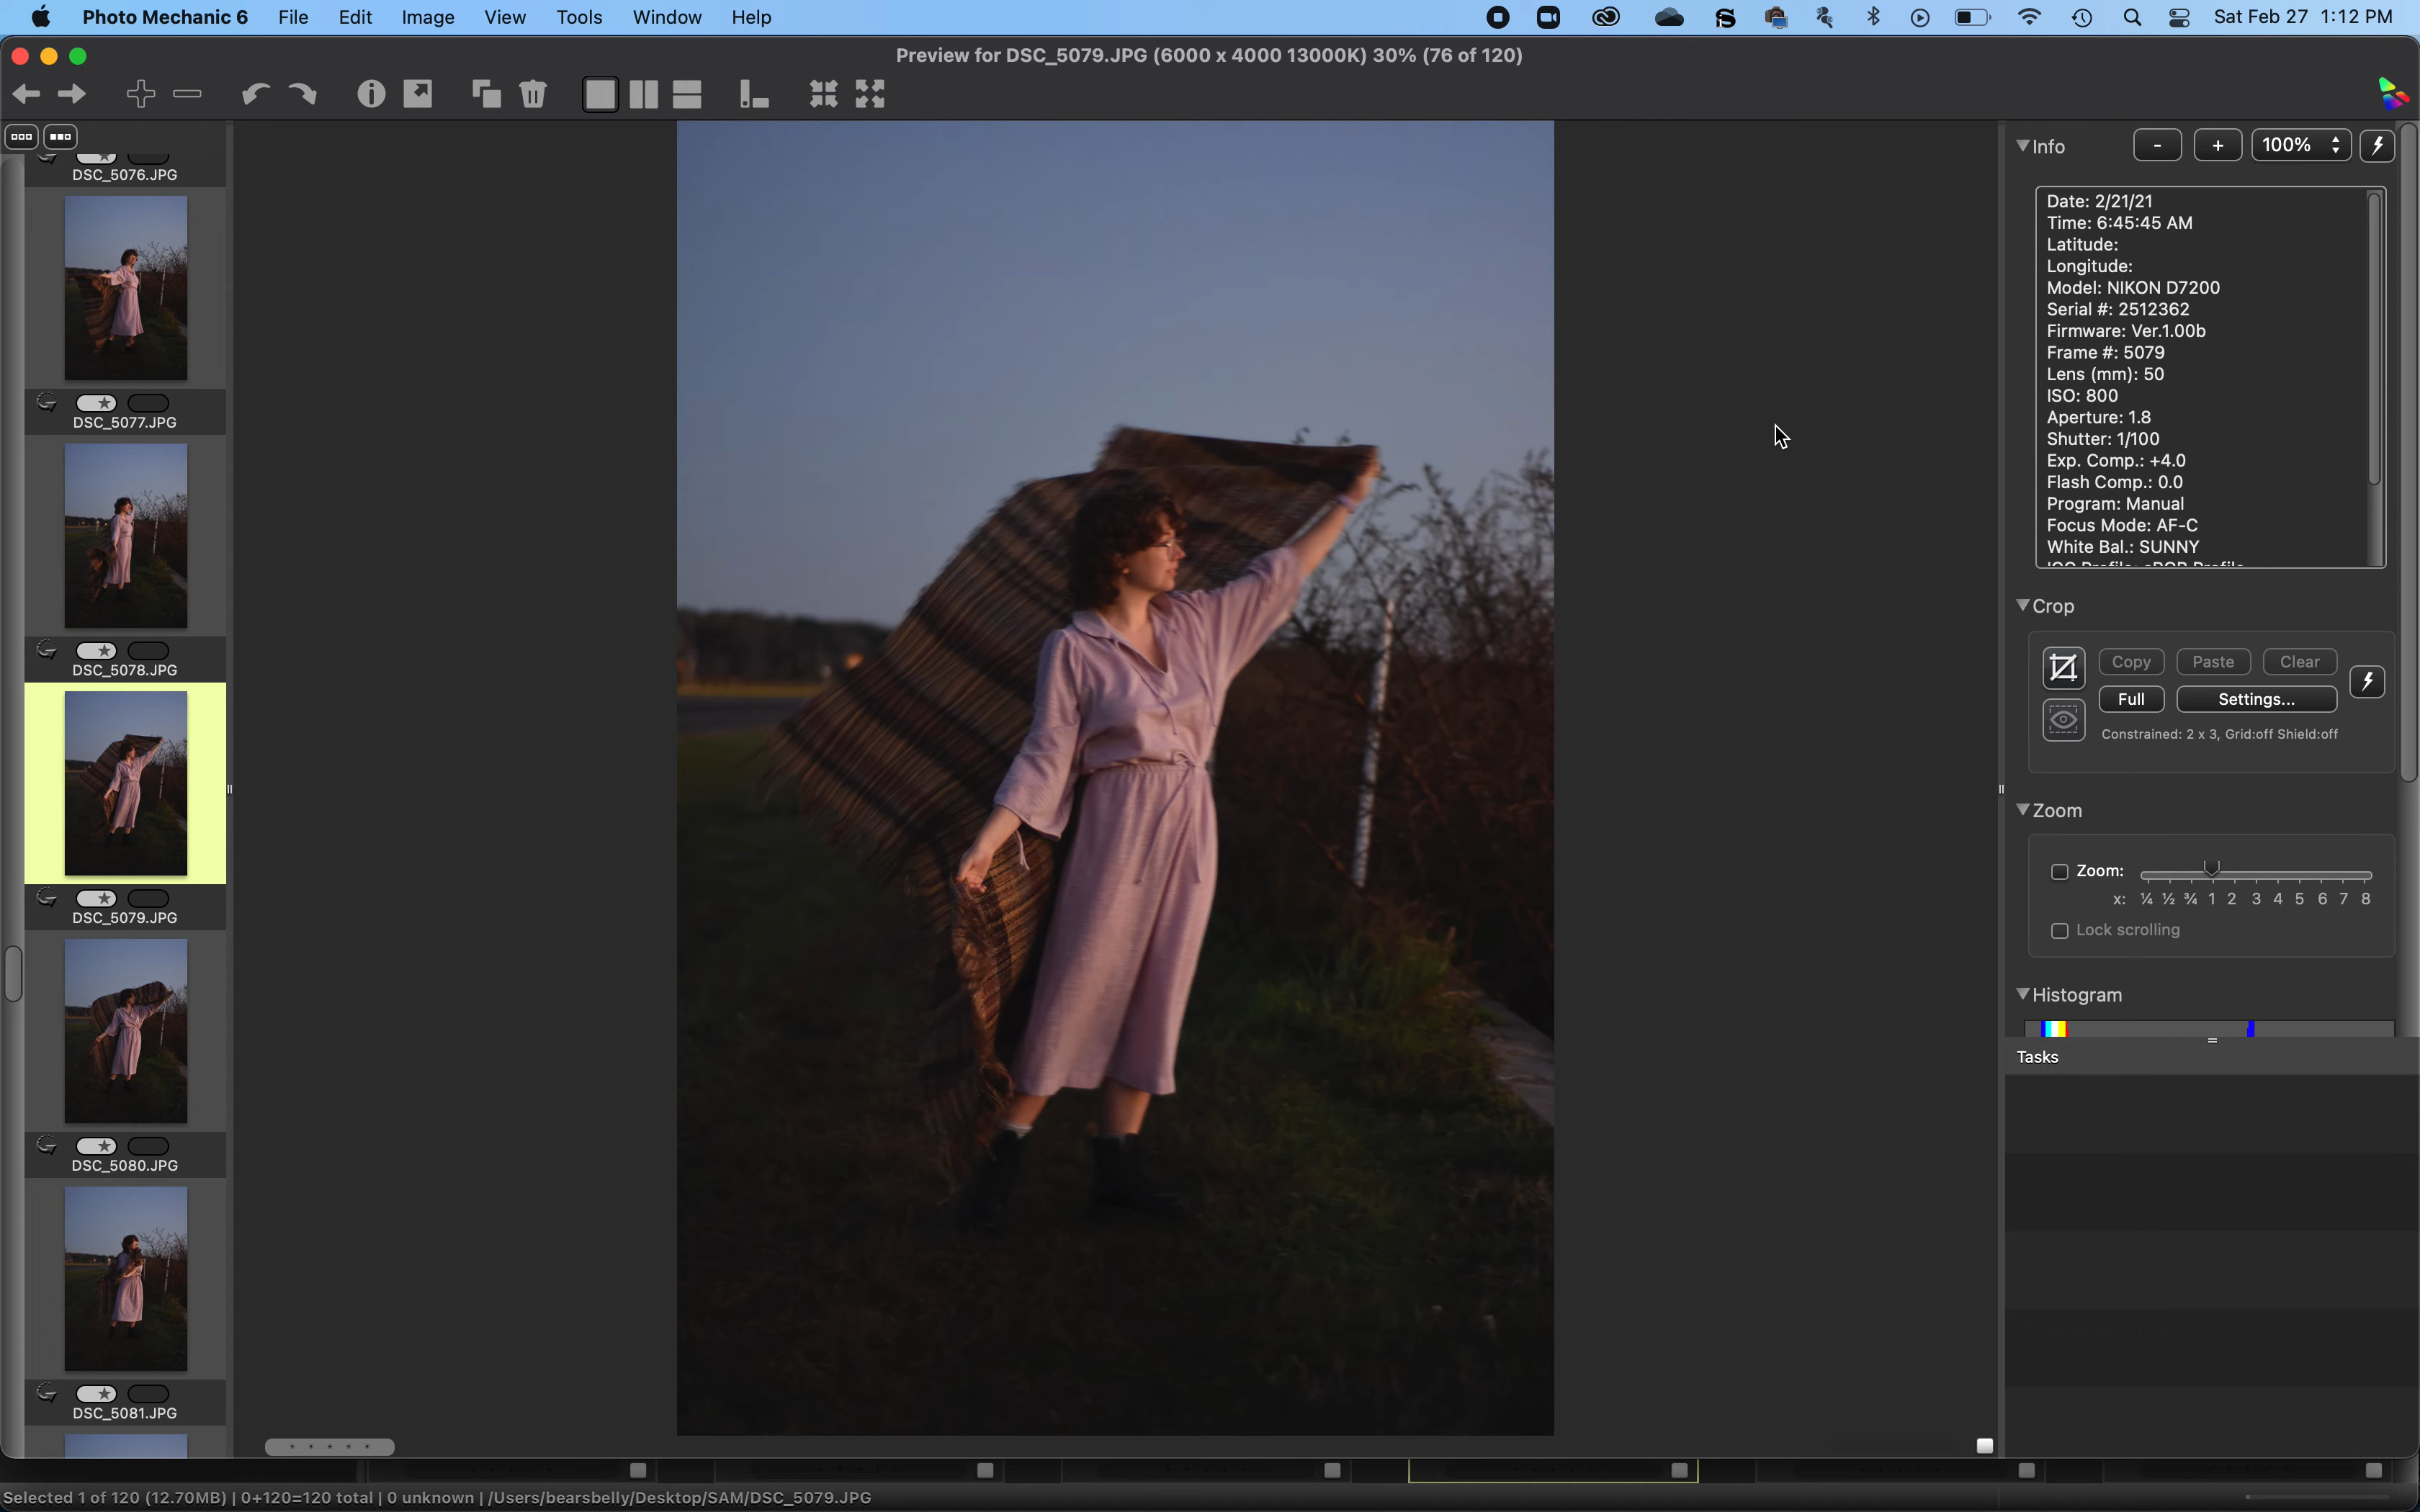 Photo Mechanic 6 File Edit Image View Tools Window Help Sat Feb 27 1:12 PM
Preview for DSC_5079.JPG (6000 x 4000 13000K) 30% (76 of 120)
DSC_5076.JPG
DSC_5077.JPG
DSC_5078.JPG
DSC_5079.JPG
DSC_5080.JPG
DSC_5081.JPG
Info - + 100%
Date: 2/21/21
Time: 6:45:45 AM
Latitude:
Longitude:
Model: NIKON D7200
Serial #: 2512362
Firmware: Ver.1.00b
Frame #: 5079
Lens (mm): 50
ISO: 800
Aperture: 1.8
Shutter: 1/100
Exp. Comp.: +4.0
Flash Comp.: 0.0
Program: Manual
Focus Mode: AF-C
White Bal.: SUNNY
Crop
Copy Paste Clear
Full Settings...
Constrained: 2 x 3, Grid:off Shield:off
Zoom
Zoom:
x: ¼ ½ ¾ 1 2 3 4 5 6 7 8
Lock scrolling
Histogram
Tasks
Selected 1 of 120 (12.70MB) | 0+120=120 total | 0 unknown | /Users/bearsbelly/Desktop/SAM/DSC_5079.JPG